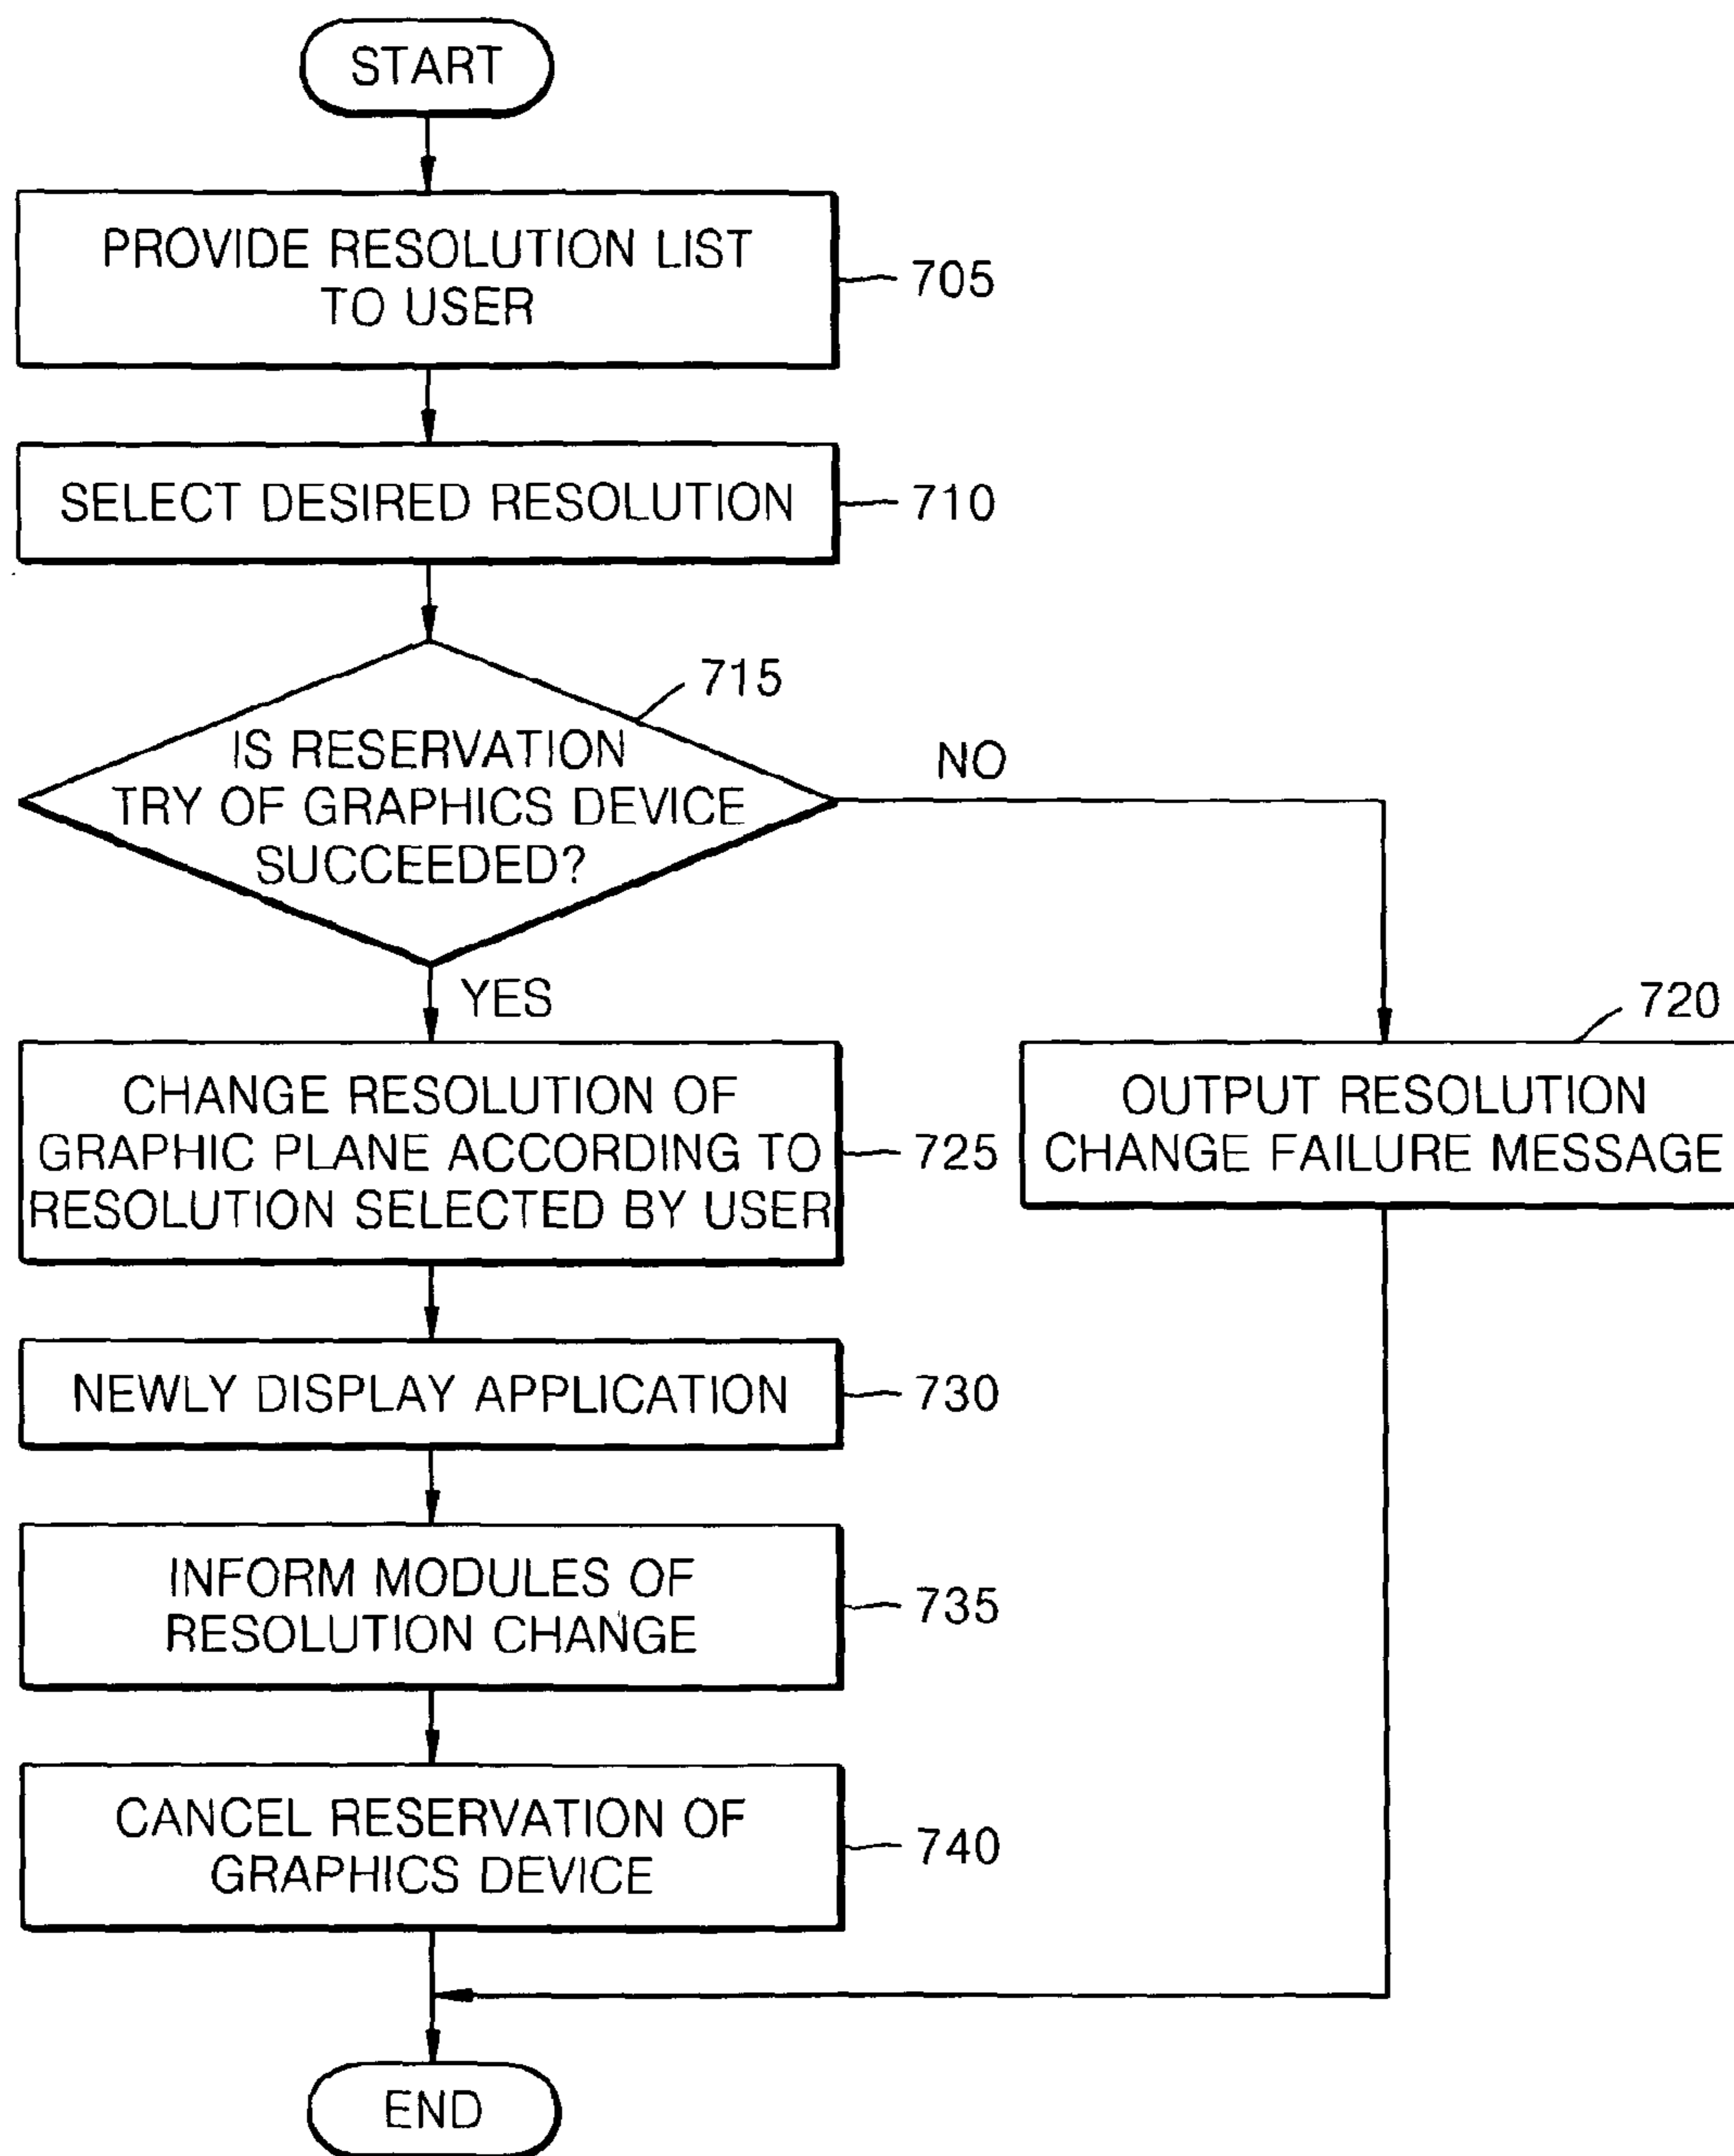 START
PROVIDE RESOLUTION LIST
TO USER
705
SELECT DESIRED RESOLUTION
710
715
IS RESERVATION
TRY OF GRAPHICS DEVICE
SUCCEEDED?
NO
YES
720
CHANGE RESOLUTION OF
GRAPHIC PLANE ACCORDING TO
RESOLUTION SELECTED BY USER
725
OUTPUT RESOLUTION
CHANGE FAILURE MESSAGE
NEWLY DISPLAY APPLICATION
730
INFORM MODULES OF
RESOLUTION CHANGE
735
CANCEL RESERVATION OF
GRAPHICS DEVICE
740
END